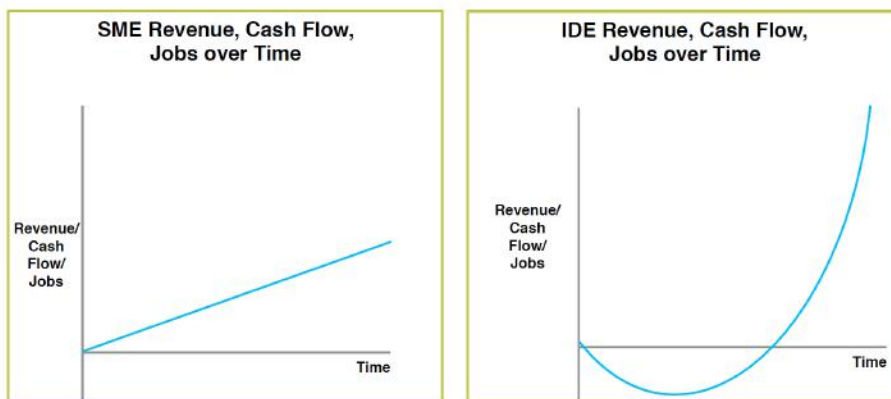 SME Revenue, Cash Flow,
Jobs over Time
Revenue/
Cash
Flow/
Jobs
Time
IDE Revenue, Cash Flow,
Jobs over Time
Revenue/
Cash
Flow/
Jobs
Time